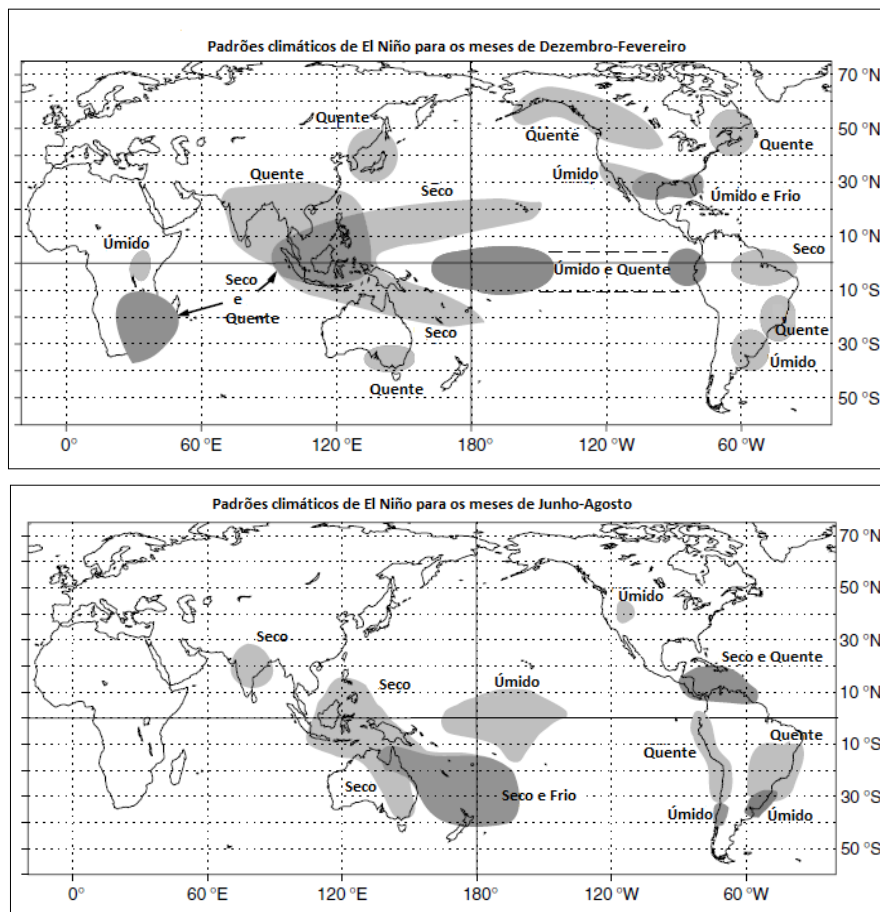 Padrões climáticos de El Niño para os meses de Dezembro-Fevereiro
70 °N
Quente
Quente
50 °N
Quente
Quente
Seco
Úmido
30 °N
Úmido e Frio
Úmido
10 °N
Seco
Seco
e
Quente
Úmido e Quente
10 °S
Seco
Quente
30 °S
Quente
Úmido
50 °S
0°
60 °E
120 °E
180°
120 °W
60 °W
Padrões climáticos de El Niño para os meses de Junho-Agosto
70 °N
50 °N
Úmido
30 °N
Seco
Seco e Quente
Seco
Úmido
10 °N
Quente
Quente
10 °S
Seco
Seco e Frio
30 °S
Úmido
Úmido
50 °S
0°
60 °E
120 °E
180°
120 °W
60 °W